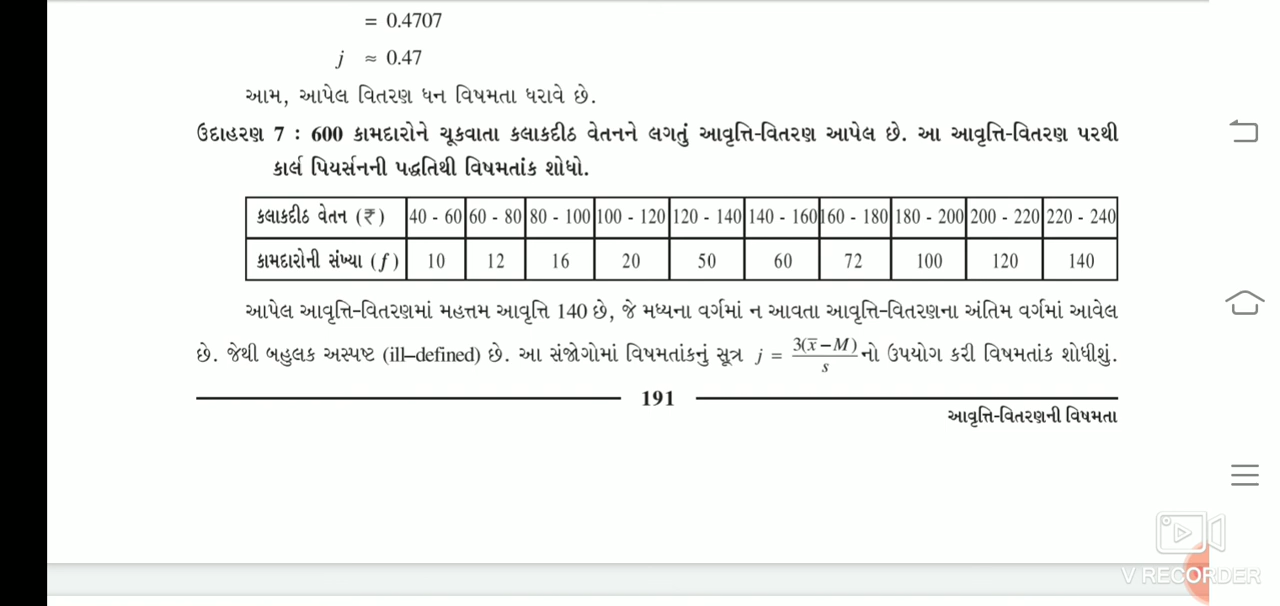 = 0.4707
j ≈ 0.47
આમ, આપેલ વિતરણ ધન વિષમતા ધરાવે છે.
ઉદાહરણ 7 : 600 કામદારોને ચૂકવાતા કલાકદીઠ વેતનને લગતું આવૃત્તિ-વિતરણ આપેલ છે. આ આવૃત્તિ-વિતરણ પરથી
કાર્લ પિયર્સનની પદ્ધતિથી વિષમતાંક શોધો.
કલાકદીઠ વેતન (₹) 40 - 60 60 - 80 80 - 100 100 - 120 120 - 140 140 - 160 160 - 180 180 - 200 200 - 220 220 - 240
કામદારોની સંખ્યા (f) 10 12 16 20 50 60 72 100 120 140
આપેલ આવૃત્તિ-વિતરણમાં મહત્તમ આવૃત્તિ 140 છે, જે મધ્યના વર્ગમાં ન આવતા આવૃત્તિ-વિતરણના અંતિમ વર્ગમાં આવેલ
છે. જેથી બહુલક અસ્પષ્ટ (ill–defined) છે. આ સંજોગોમાં વિષમતાંકનું સૂત્ર j = 3(x̄ – M) / s નો ઉપયોગ કરી વિષમતાંક શોધીશું.
191
આવૃત્તિ-વિતરણની વિષમતા
V RECORDER